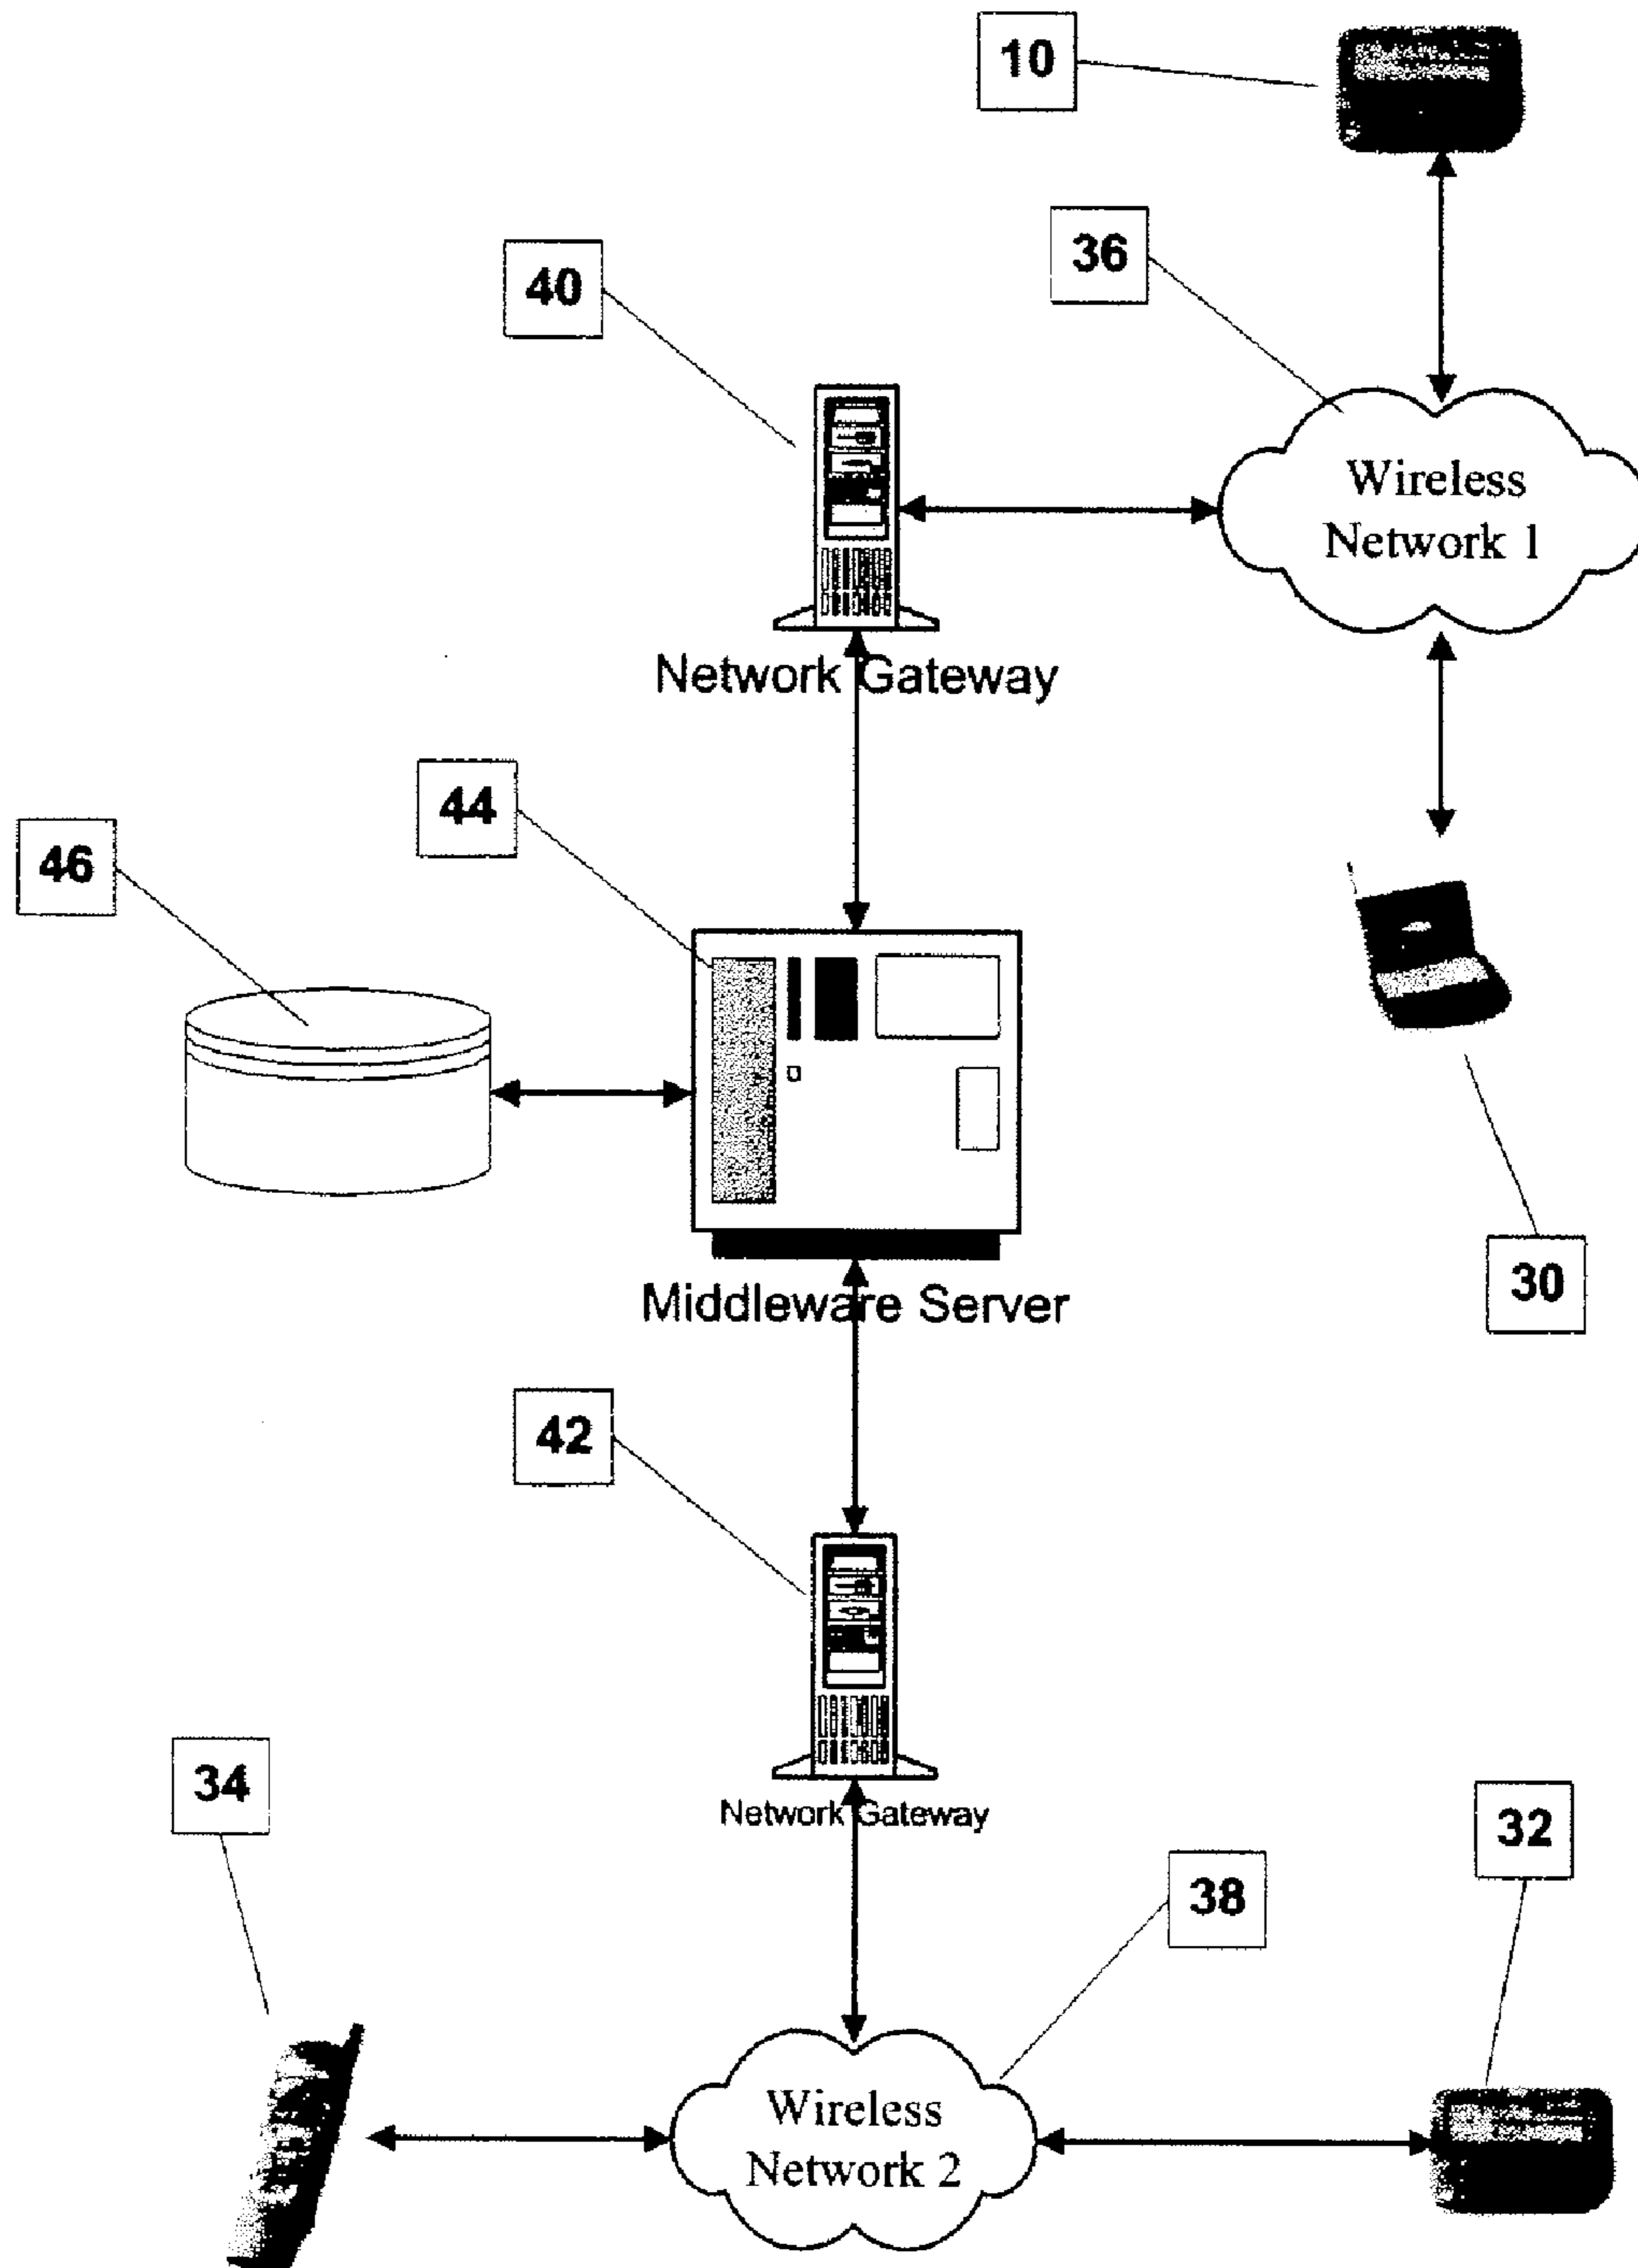 10
36
40
Wireless
Network 1
Network Gateway
44
46
30
Middleware Server
42
34
Network Gateway
32
38
Wireless
Network 2